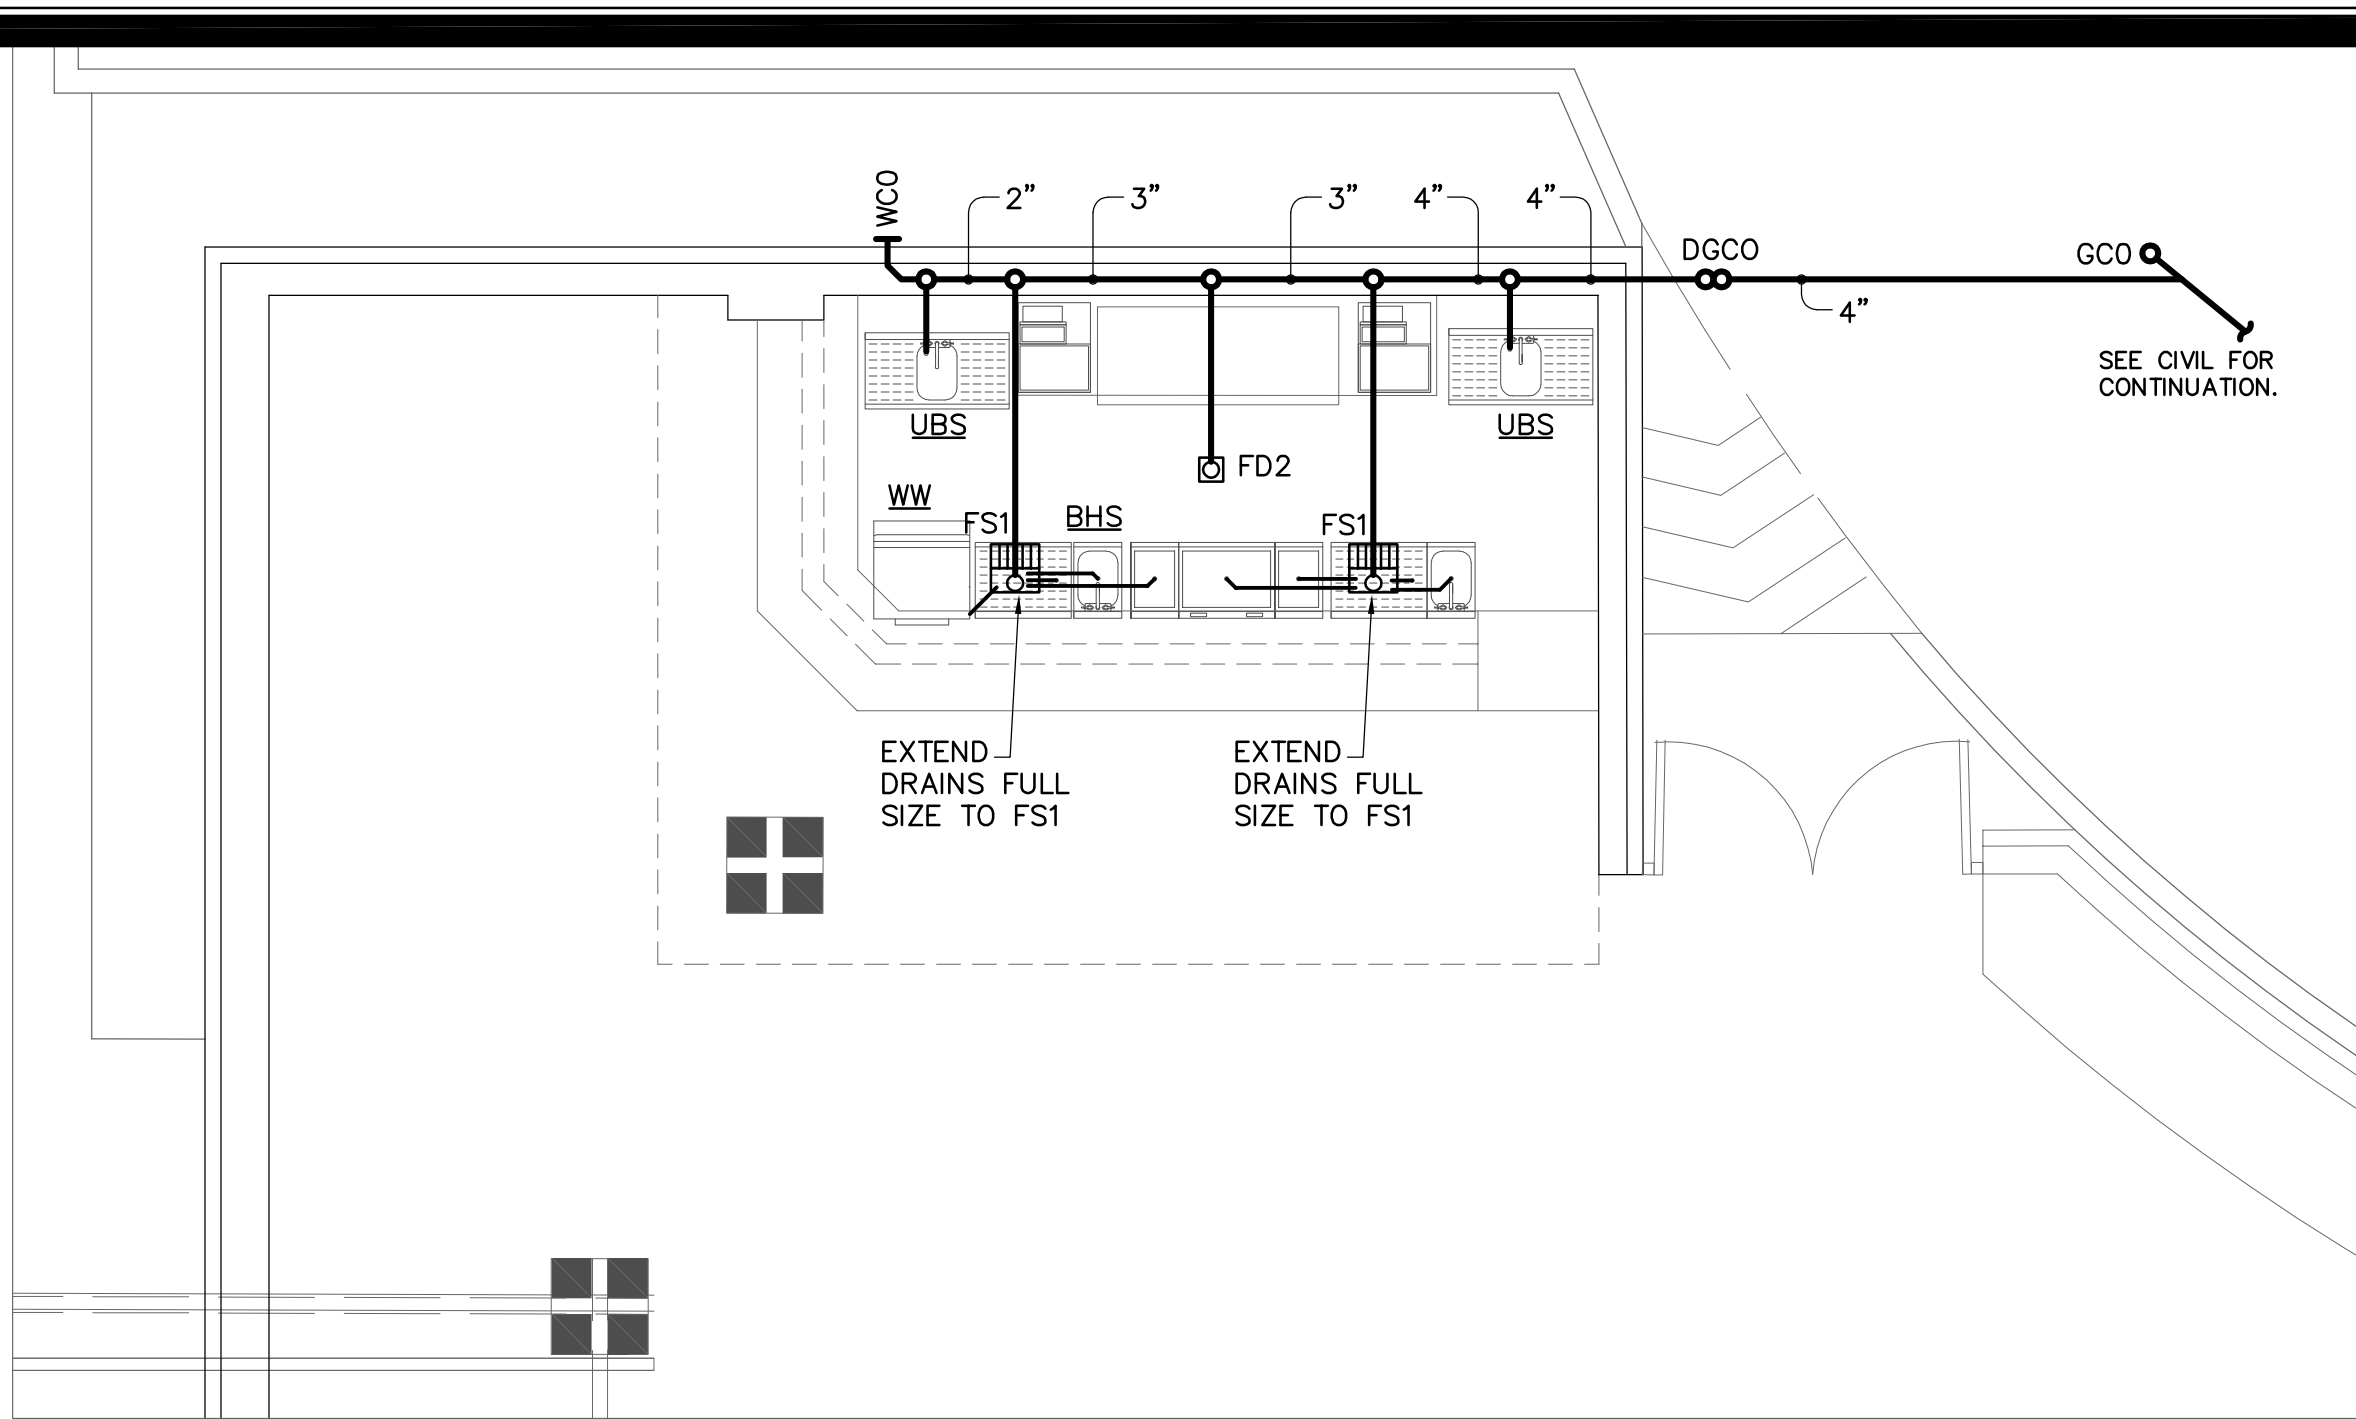 WCO
2"
3"
3"
4"
4"
DGCO
GCO
4"
SEE CIVIL FOR
CONTINUATION.
UBS
UBS
FD2
WW
FS1
BHS
FS1
EXTEND
DRAINS FULL
SIZE TO FS1
EXTEND
DRAINS FULL
SIZE TO FS1